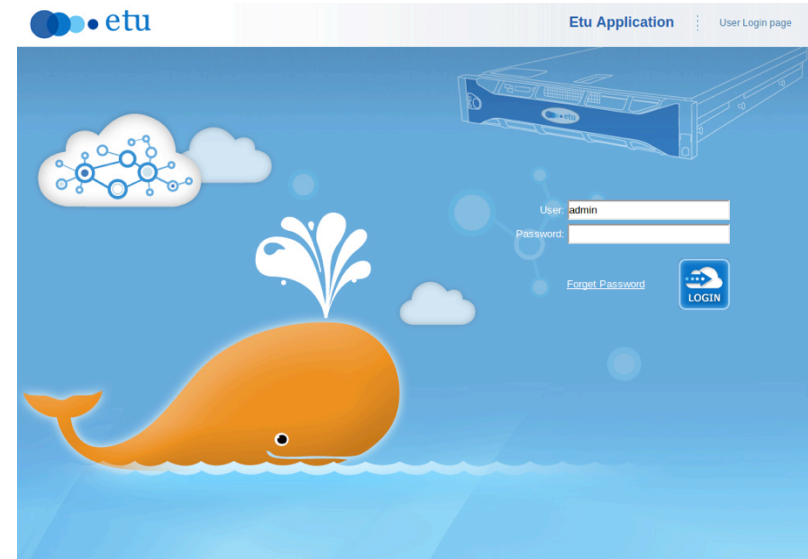 etu
Etu Application
User Login page
etu
User: admin
Password:
Forget Password
LOGIN